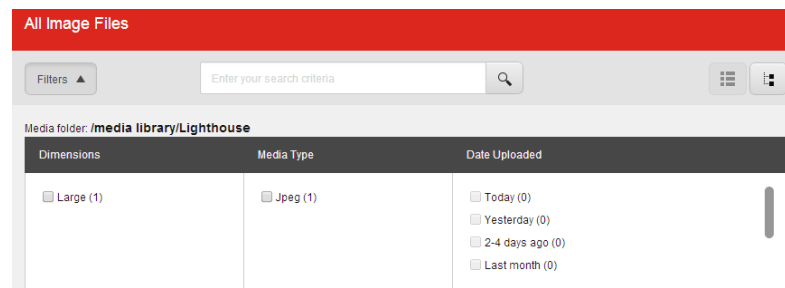 All Image Files
Filters ▲ Enter your search criteria
Media folder: /media library/Lighthouse
Dimensions Media Type Date Uploaded
Large (1) Jpeg (1) Today (0)
Yesterday (0)
2-4 days ago (0)
Last month (0)